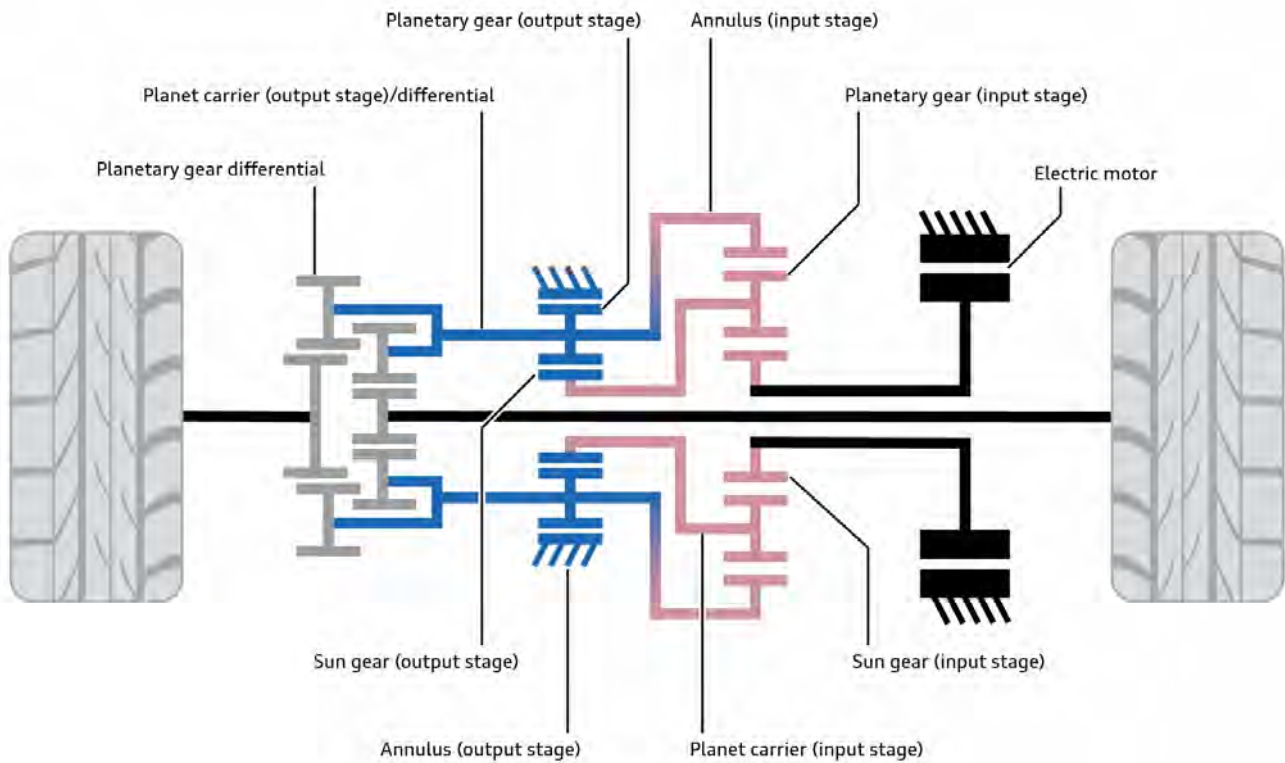 Planetary gear (output stage)
Annulus (input stage)
Planet carrier (output stage)/differential
Planetary gear (input stage)
Planetary gear differential
Electric motor
Sun gear (output stage)
Sun gear (input stage)
Annulus (output stage)
Planet carrier (input stage)